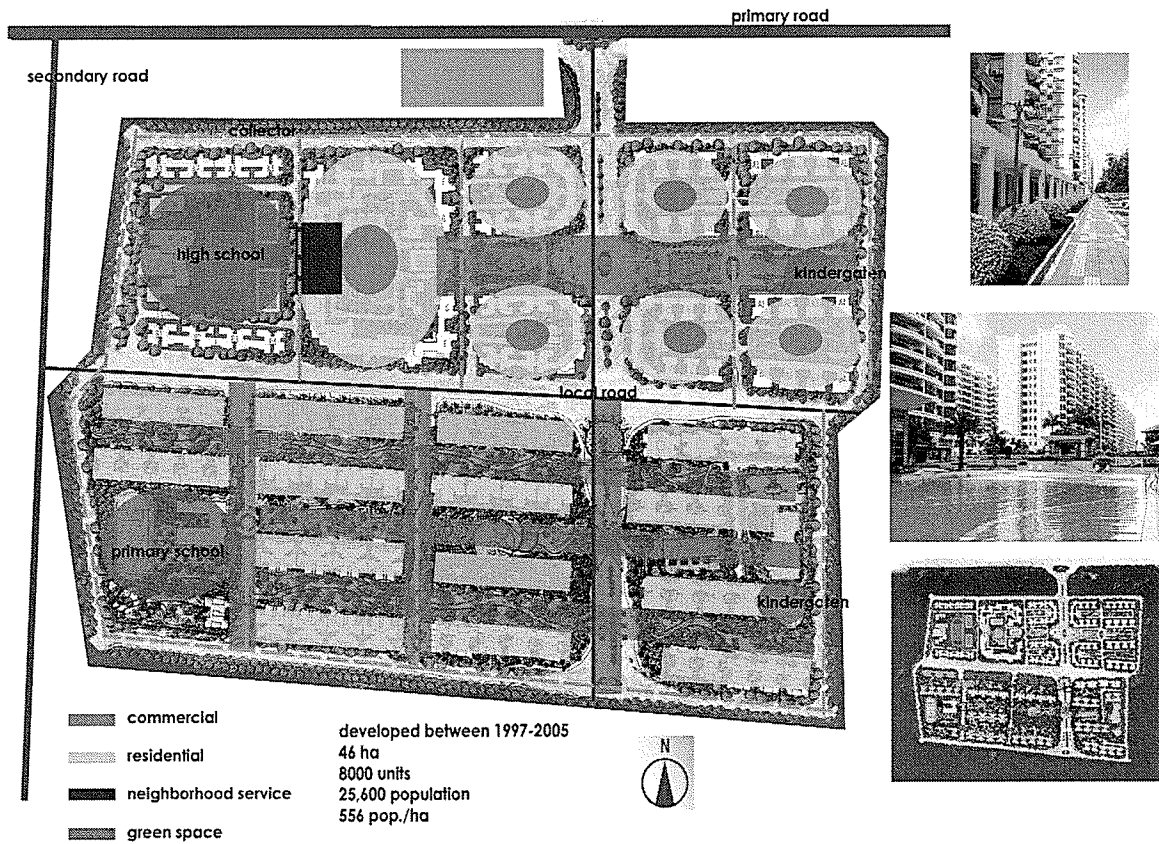 primary road
secondary road
collector
high school
kindergaten
local road
primary school
kindergaten
commercial
residential
neighborhood service
green space
developed between 1997-2005
46 ha
8000 units
25,600 population
556 pop./ha
N